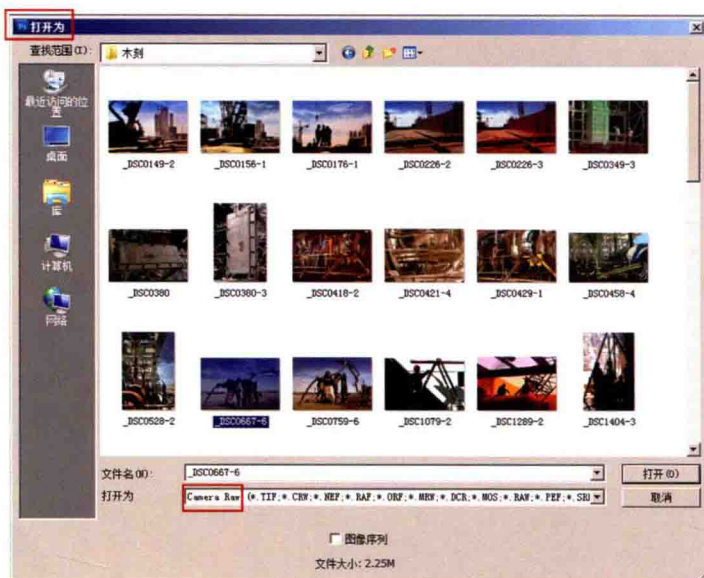 Ps 打开为
查找范围(I): 木刻
最近访问的位
置
桌面
库
计算机
网络
_DSC0149-2 _DSC0156-1 _DSC0176-1 _DSC0226-2 _DSC0226-3 _DSC0349-3
_DSC0380 _DSC0380-3 _DSC0418-2 _DSC0421-4 _DSC0429-1 _DSC0458-4
_DSC0528-2 _DSC0667-6 _DSC0759-6 _DSC1079-2 _DSC1289-2 _DSC1404-3
文件名(N): _DSC0667-6 打开(O)
打开为 Camera Raw (*.TIF;*.CRW;*.NEF;*.RAF;*.ORF;*.MRW;*.DCR;*.MOS;*.RAW;*.PEF;*.SR 取消
图像序列
文件大小: 2.25M